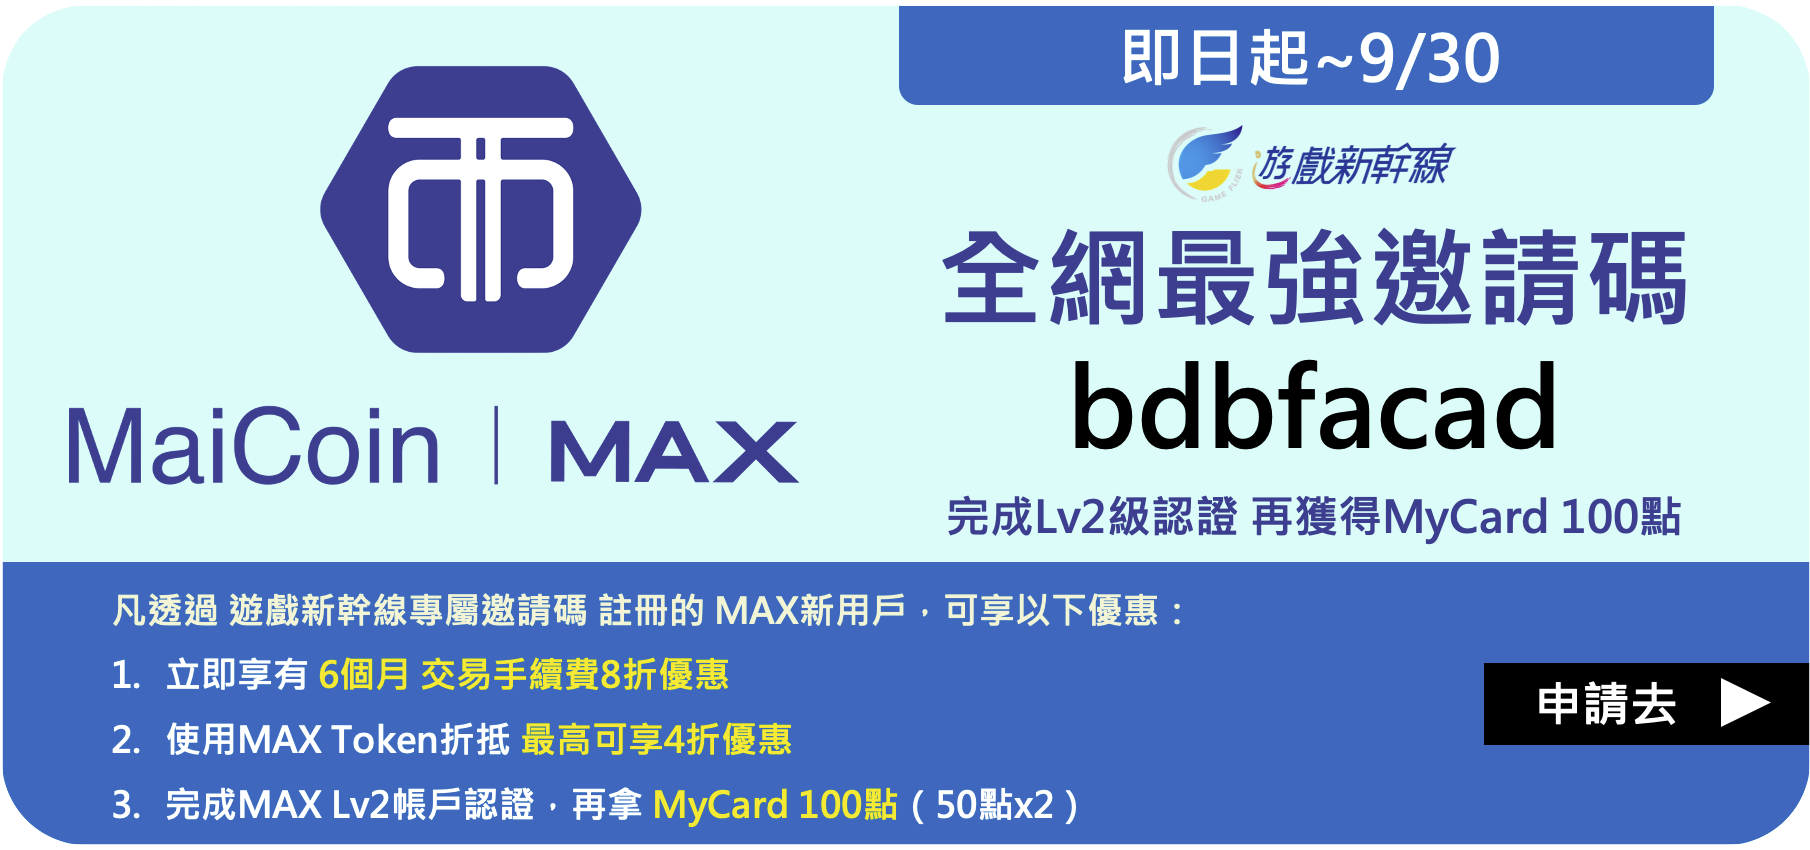 即日起~9/30
GAME FLIER
遊戲新幹線
全網最強邀請碼
bdbfacad
完成Lv2級認證 再獲得MyCard 100點
币
MaiCoin | MAX
凡透過 遊戲新幹線專屬邀請碼 註冊的 MAX新用戶，可享以下優惠：
1. 立即享有 6個月 交易手續費8折優惠
2. 使用MAX Token折抵 最高可享4折優惠
3. 完成MAX Lv2帳戶認證，再拿 MyCard 100點（50點x2）
申請去